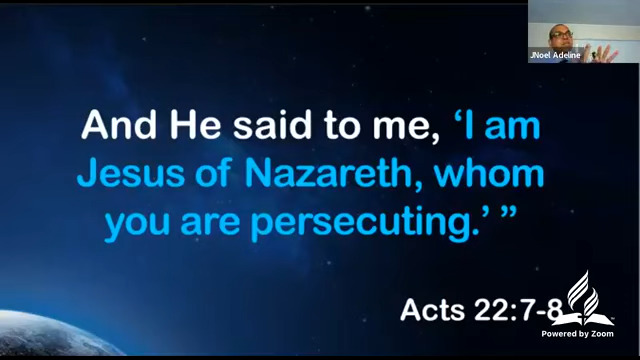 JNoel Adeline
And He said to me, ‘I am
Jesus of Nazareth, whom
you are persecuting.’ ”
Acts 22:7-8
Powered by Zoom